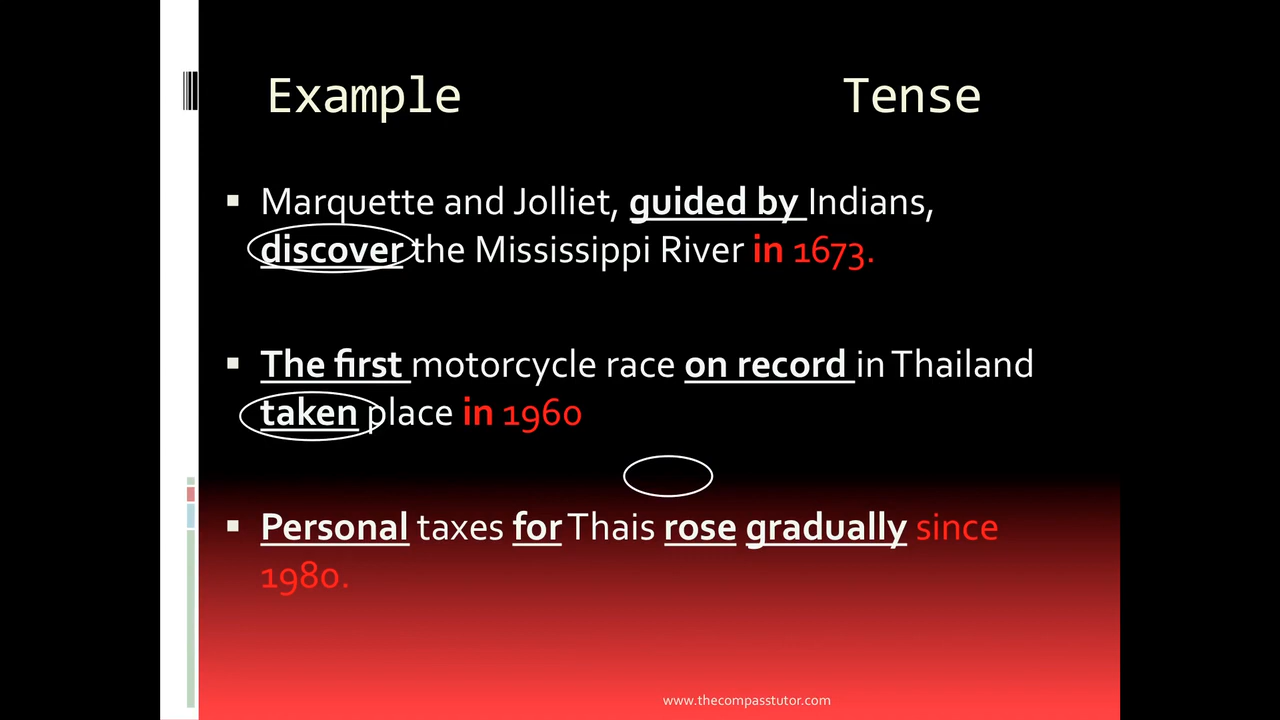 Example Tense
Marquette and Jolliet, guided by Indians,
discover the Mississippi River in 1673.
The first motorcycle race on record in Thailand
taken place in 1960
Personal taxes for Thais rose gradually since
1980.
www.thecompasstutor.com